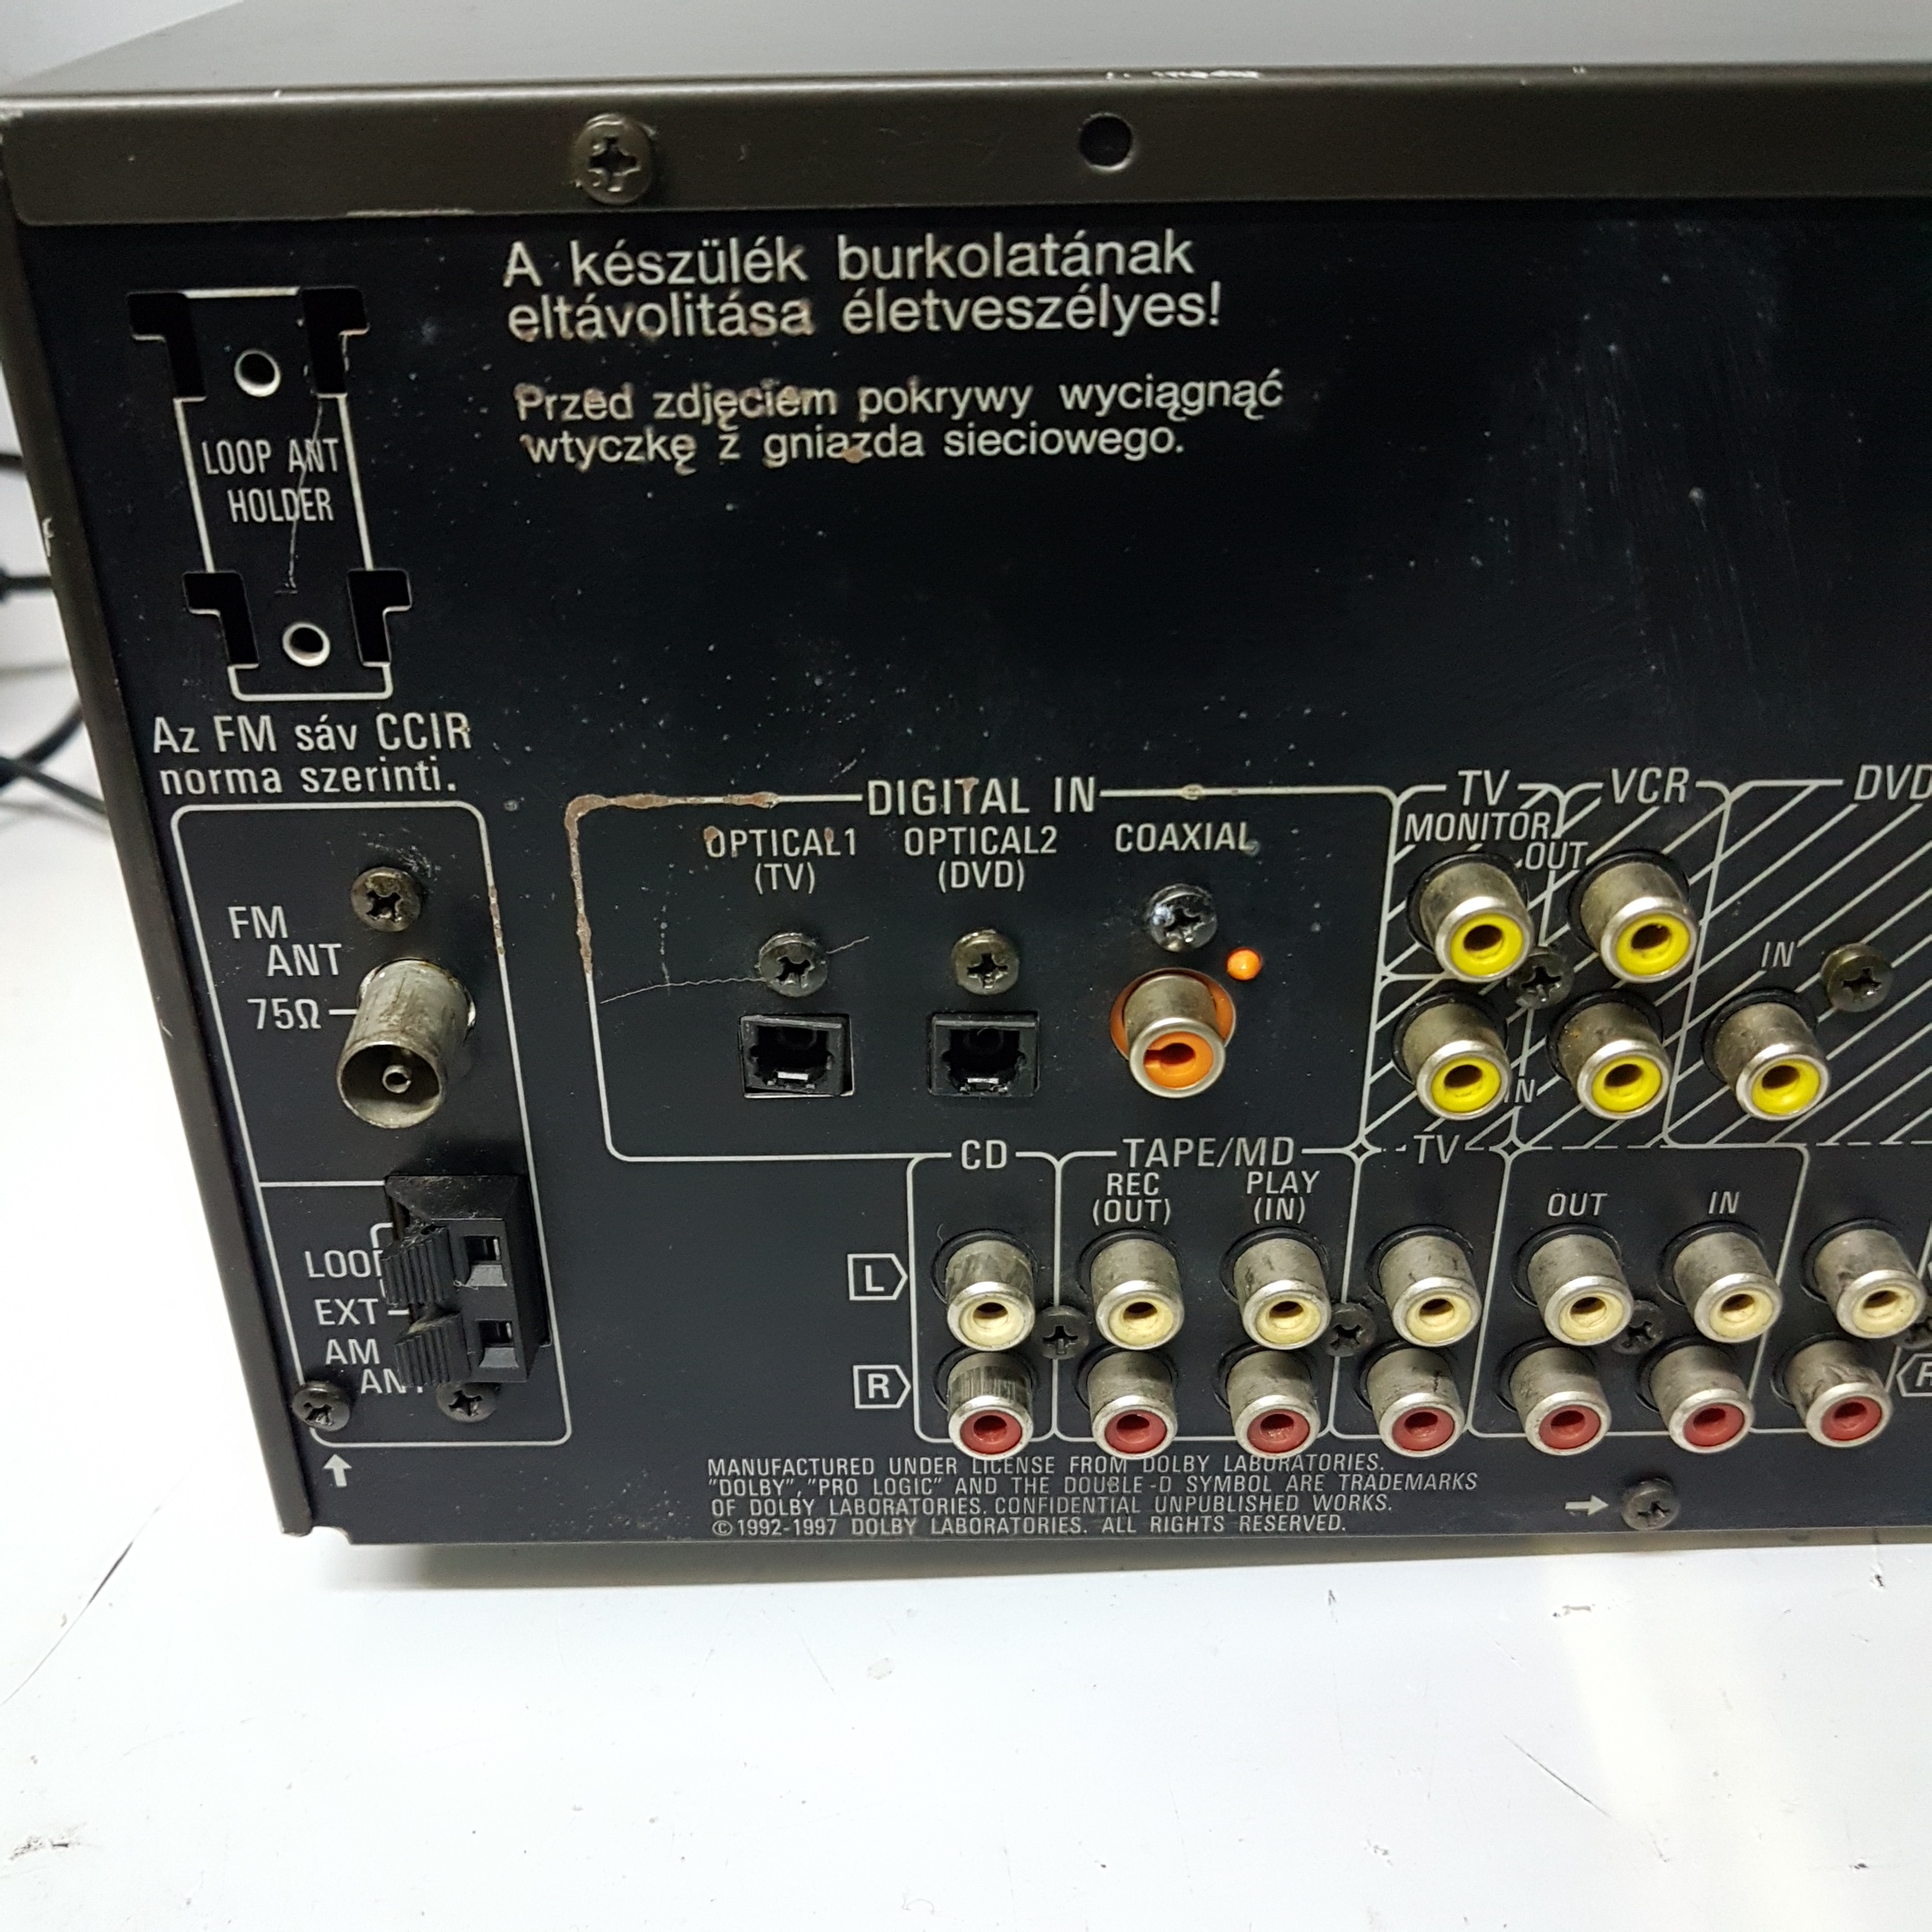 A készülék burkolatának
eltávolitása életveszélyes!
Przed zdjęciem pokrywy wyciągnąć
wtyczkę z gniazda sieciowego.
LOOP ANT
HOLDER
Az FM sáv CCIR
norma szerinti.
FM
ANT
75Ω
LOOP
EXT
AM
ANT
DIGITAL IN
OPTICAL1
(TV)
OPTICAL2
(DVD)
COAXIAL
TV
MONITOR
OUT
IN
TV
VCR
DVD
IN
CD
TAPE/MD
REC
(OUT)
PLAY
(IN)
OUT
IN
L
R
R
MANUFACTURED UNDER LICENSE FROM DOLBY LABORATORIES.
"DOLBY", "PRO LOGIC" AND THE DOUBLE-D SYMBOL ARE TRADEMARKS
OF DOLBY LABORATORIES. CONFIDENTIAL UNPUBLISHED WORKS.
©1992-1997 DOLBY LABORATORIES. ALL RIGHTS RESERVED.